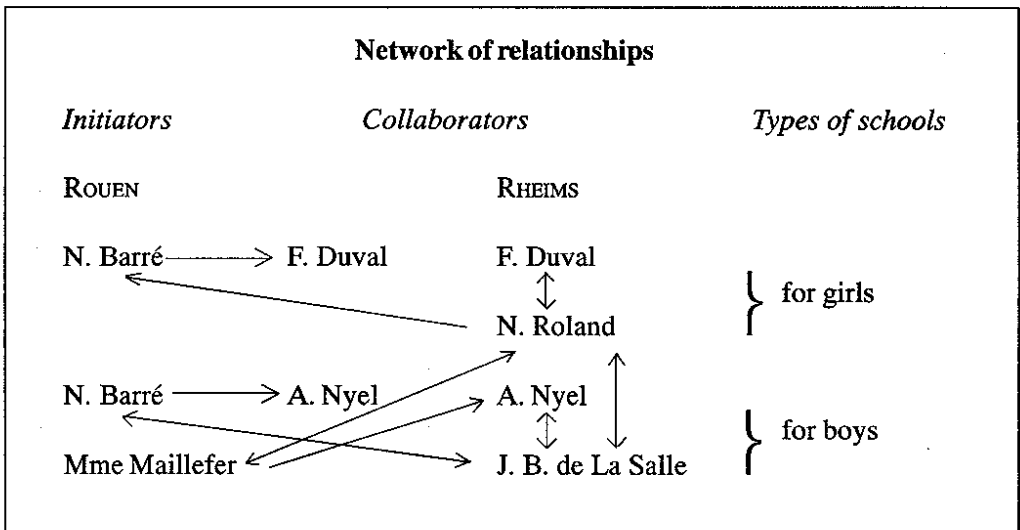 Network of relationships
Initiators Collaborators Types of schools
ROUEN RHEIMS
N. Barré F. Duval F. Duval
for girls
N. Roland
N. Barré A. Nyel A. Nyel
for boys
Mme Maillefer J. B. de La Salle